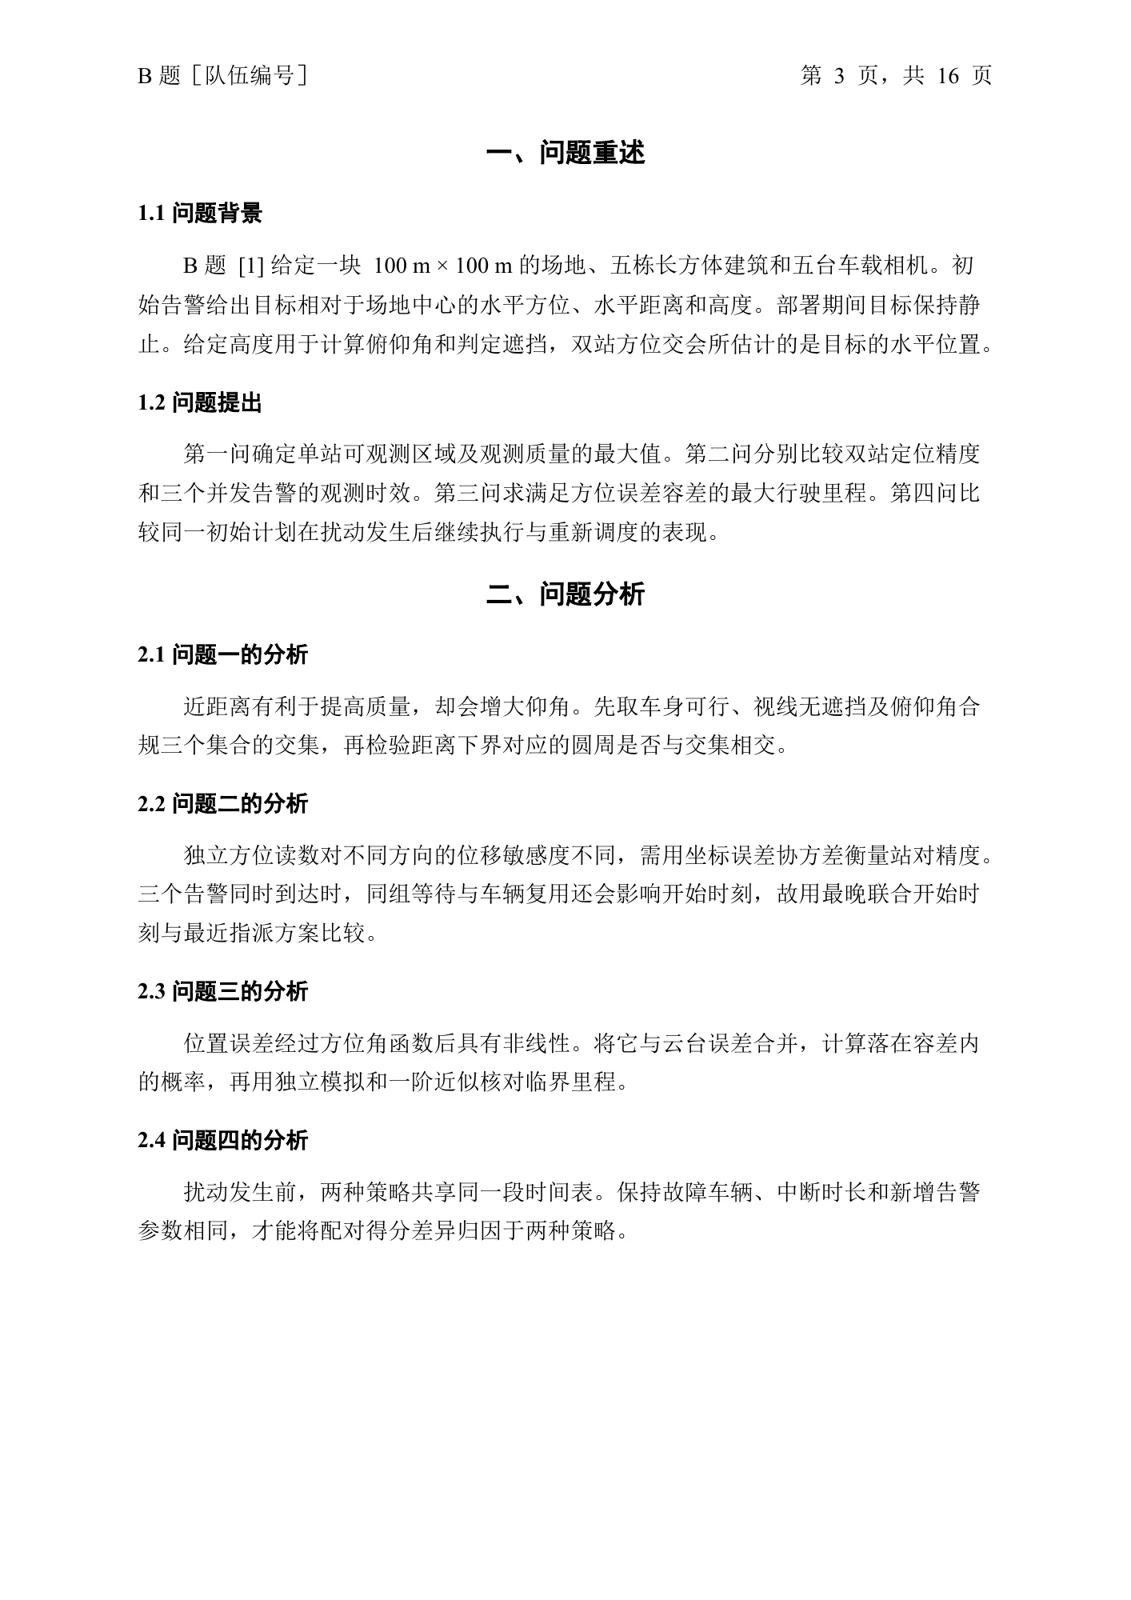 B 题［队伍编号］
第 3 页，共 16 页
一、问题重述
1.1 问题背景
B 题 [1] 给定一块 100 m × 100 m 的场地、五栋长方体建筑和五台车载相机。初
始告警给出目标相对于场地中心的水平方位、水平距离和高度。部署期间目标保持静
止。给定高度用于计算俯仰角和判定遮挡，双站方位交会所估计的是目标的水平位置。
1.2 问题提出
第一问确定单站可观测区域及观测质量的最大值。第二问分别比较双站定位精度
和三个并发告警的观测时效。第三问求满足方位误差容差的最大行驶里程。第四问比
较同一初始计划在扰动发生后继续执行与重新调度的表现。
二、问题分析
2.1 问题一的分析
近距离有利于提高质量，却会增大仰角。先取车身可行、视线无遮挡及俯仰角合
规三个集合的交集，再检验距离下界对应的圆周是否与交集相交。
2.2 问题二的分析
独立方位读数对不同方向的位移敏感度不同，需用坐标误差协方差衡量站对精度。
三个告警同时到达时，同组等待与车辆复用还会影响开始时刻，故用最晚联合开始时
刻与最近指派方案比较。
2.3 问题三的分析
位置误差经过方位角函数后具有非线性。将它与云台误差合并，计算落在容差内
的概率，再用独立模拟和一阶近似核对临界里程。
2.4 问题四的分析
扰动发生前，两种策略共享同一段时间表。保持故障车辆、中断时长和新增告警
参数相同，才能将配对得分差异归因于两种策略。